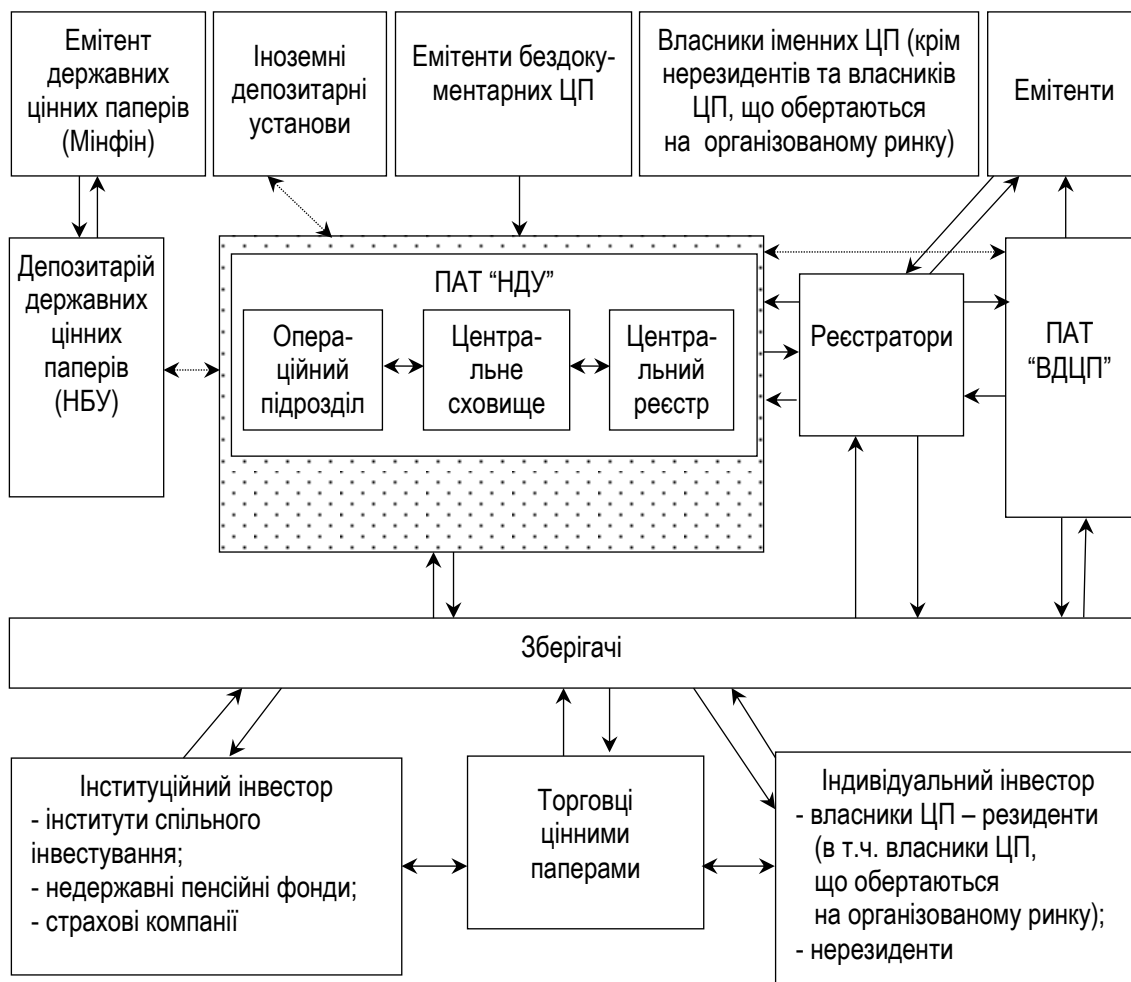 Емітент
державних
цінних паперів
(Мінфін)
Іноземні
депозитарні
установи
Емітенти бездоку-
ментарних ЦП
Власники іменних ЦП (крім
нерезидентів та власників
ЦП, що обертаються
на організованому ринку)
Емітенти
Депозитарій
державних
цінних
паперів
(НБУ)
ПАТ “НДУ”
Опера-
ційний
підрозділ
Центра-
льне
сховище
Центра-
льний
реєстр
Реєстратори
ПАТ
“ВДЦП”
Зберігачі
Інституційний інвестор
- інститути спільного
інвестування;
- недержавні пенсійні фонди;
- страхові компанії
Торговці
цінними
паперами
Індивідуальний інвестор
- власники ЦП – резиденти
(в т.ч. власники ЦП,
що обертаються
на організованому ринку);
- нерезиденти